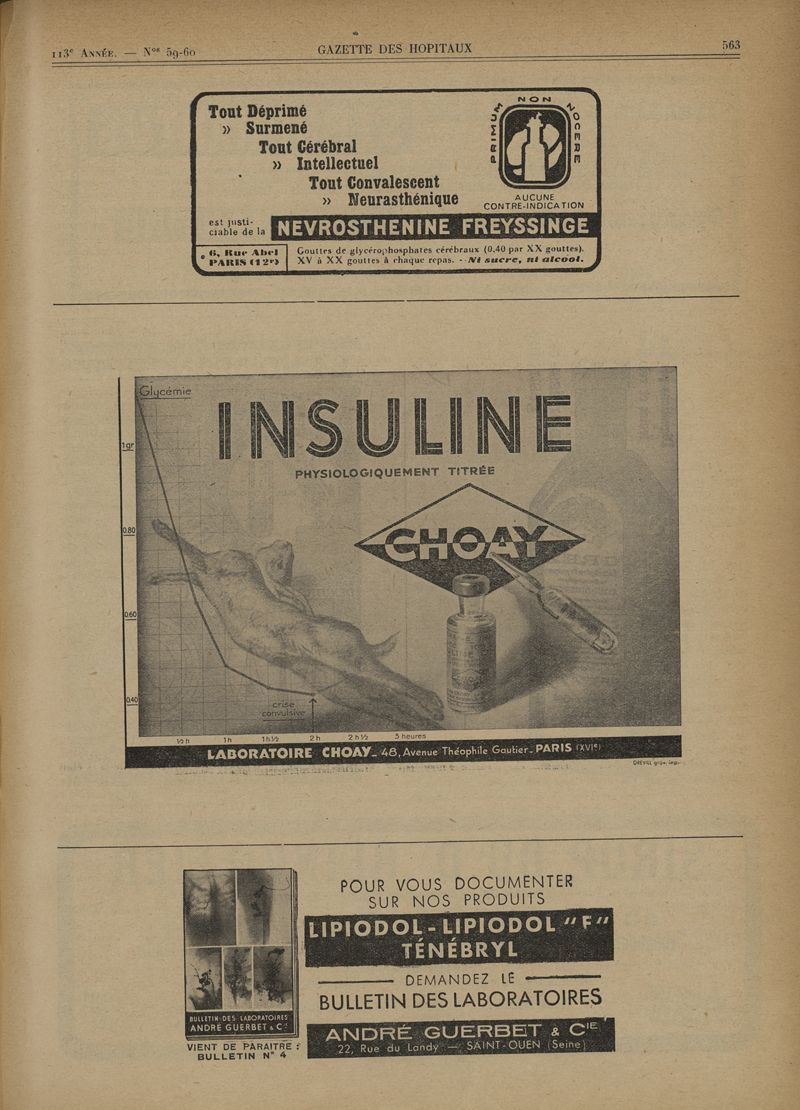 113e ANNÉE. — Nos 59-60
GAZETTE DES HOPITAUX
563
Tout Déprimé
» Surmené
Tout Cérébral
» Intellectuel
Tout Convalescent
» Neurasthénique
PRIMUM NON NOCERE
AUCUNE
CONTRE-INDICATION
est justi-
ciable de la
NEVROSTHENINE FREYSSINGE
6, Rue Abel
PARIS (12e)
Gouttes de glycérophosphates cérébraux (0.40 par XX gouttes).
XV à XX gouttes à chaque repas. - Ni sucre, ni alcool.
Glycémie
INSULINE
PHYSIOLOGIQUEMENT TITRÉE
1gr
0.80
CHOAY
0.60
0.40
crise
convulsive
½ h 1h 1h½ 2h 2h½ 3 heures
LABORATOIRE CHOAY_ 48, Avenue Théophile Gautier_ PARIS (XVIe)
POUR VOUS DOCUMENTER
SUR NOS PRODUITS
LIPIODOL - LIPIODOL "F"
TÉNÉBRYL
DEMANDEZ LE
BULLETIN DES LABORATOIRES
ANDRÉ GUERBET & CIE
22, Rue du Landy — SAINT-OUEN (Seine)
BULLETIN DES LABORATOIRES
ANDRÉ GUERBET & Cie
VIENT DE PARAITRE :
BULLETIN N° 4